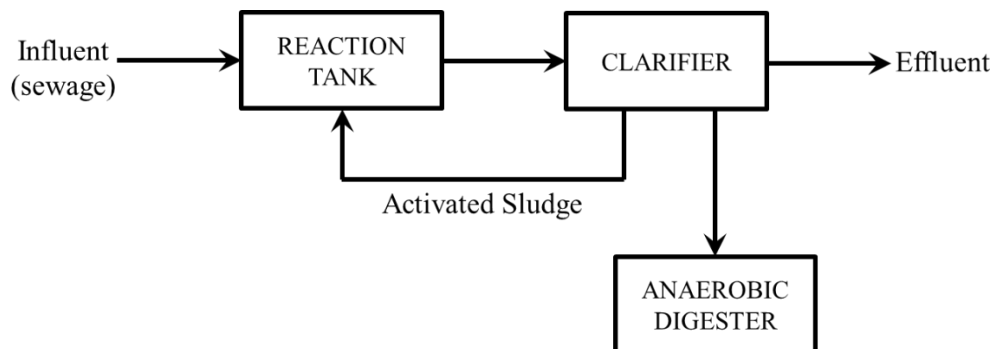 Influent
(sewage)
REACTION
TANK
CLARIFIER
Effluent
Activated Sludge
ANAEROBIC
DIGESTER